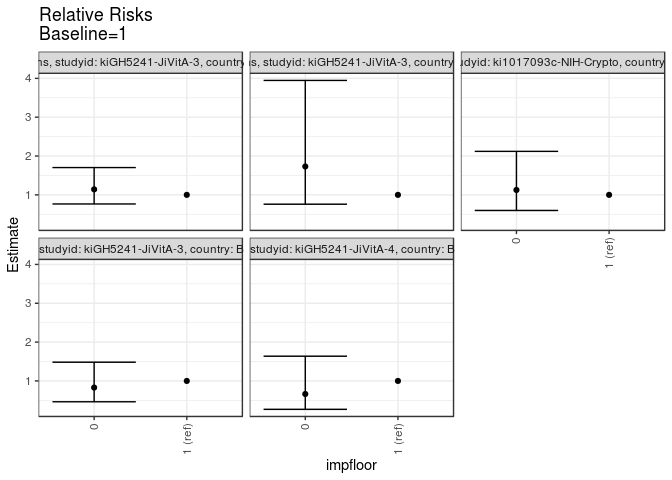 Relative Risks
Baseline=1
ns, studyid: kiGH5241-JiVitA-3, country
ns, studyid: kiGH5241-JiVitA-3, country
udyid: ki1017093c-NIH-Crypto, country
4
3
2
1
0
1 (ref)
studyid: kiGH5241-JiVitA-3, country: B
studyid: kiGH5241-JiVitA-4, country: B
4
3
2
1
0
1 (ref)
0
1 (ref)
Estimate
impfloor